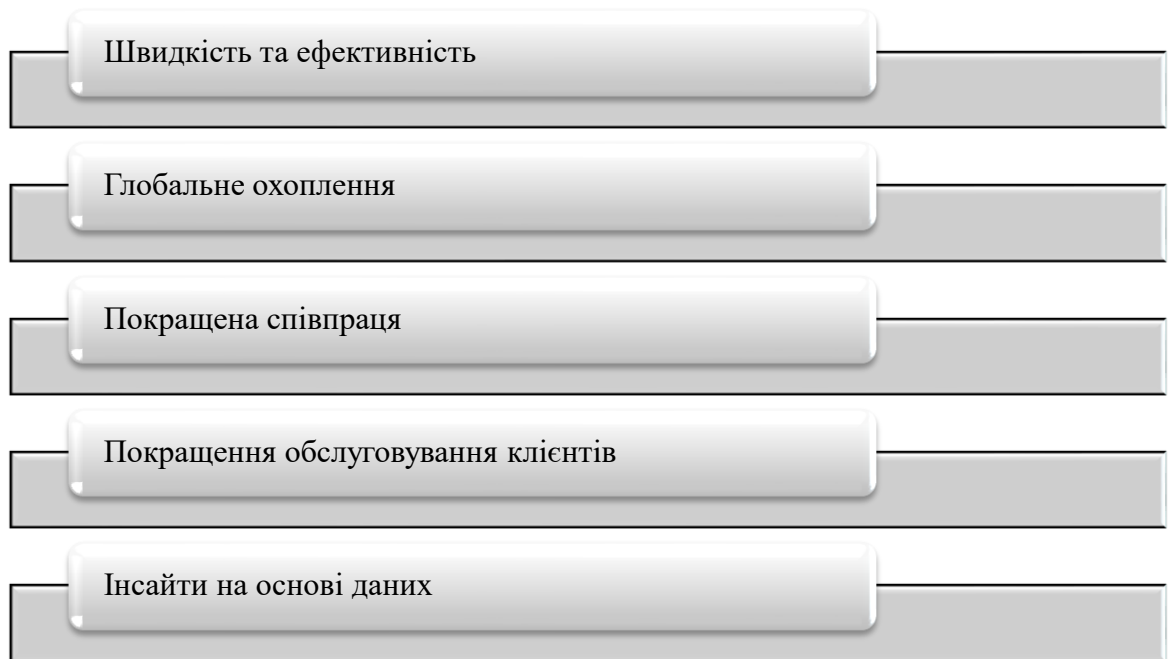 Швидкість та ефективність
Глобальне охоплення
Покращена співпраця
Покращення обслуговування клієнтів
Інсайти на основі даних